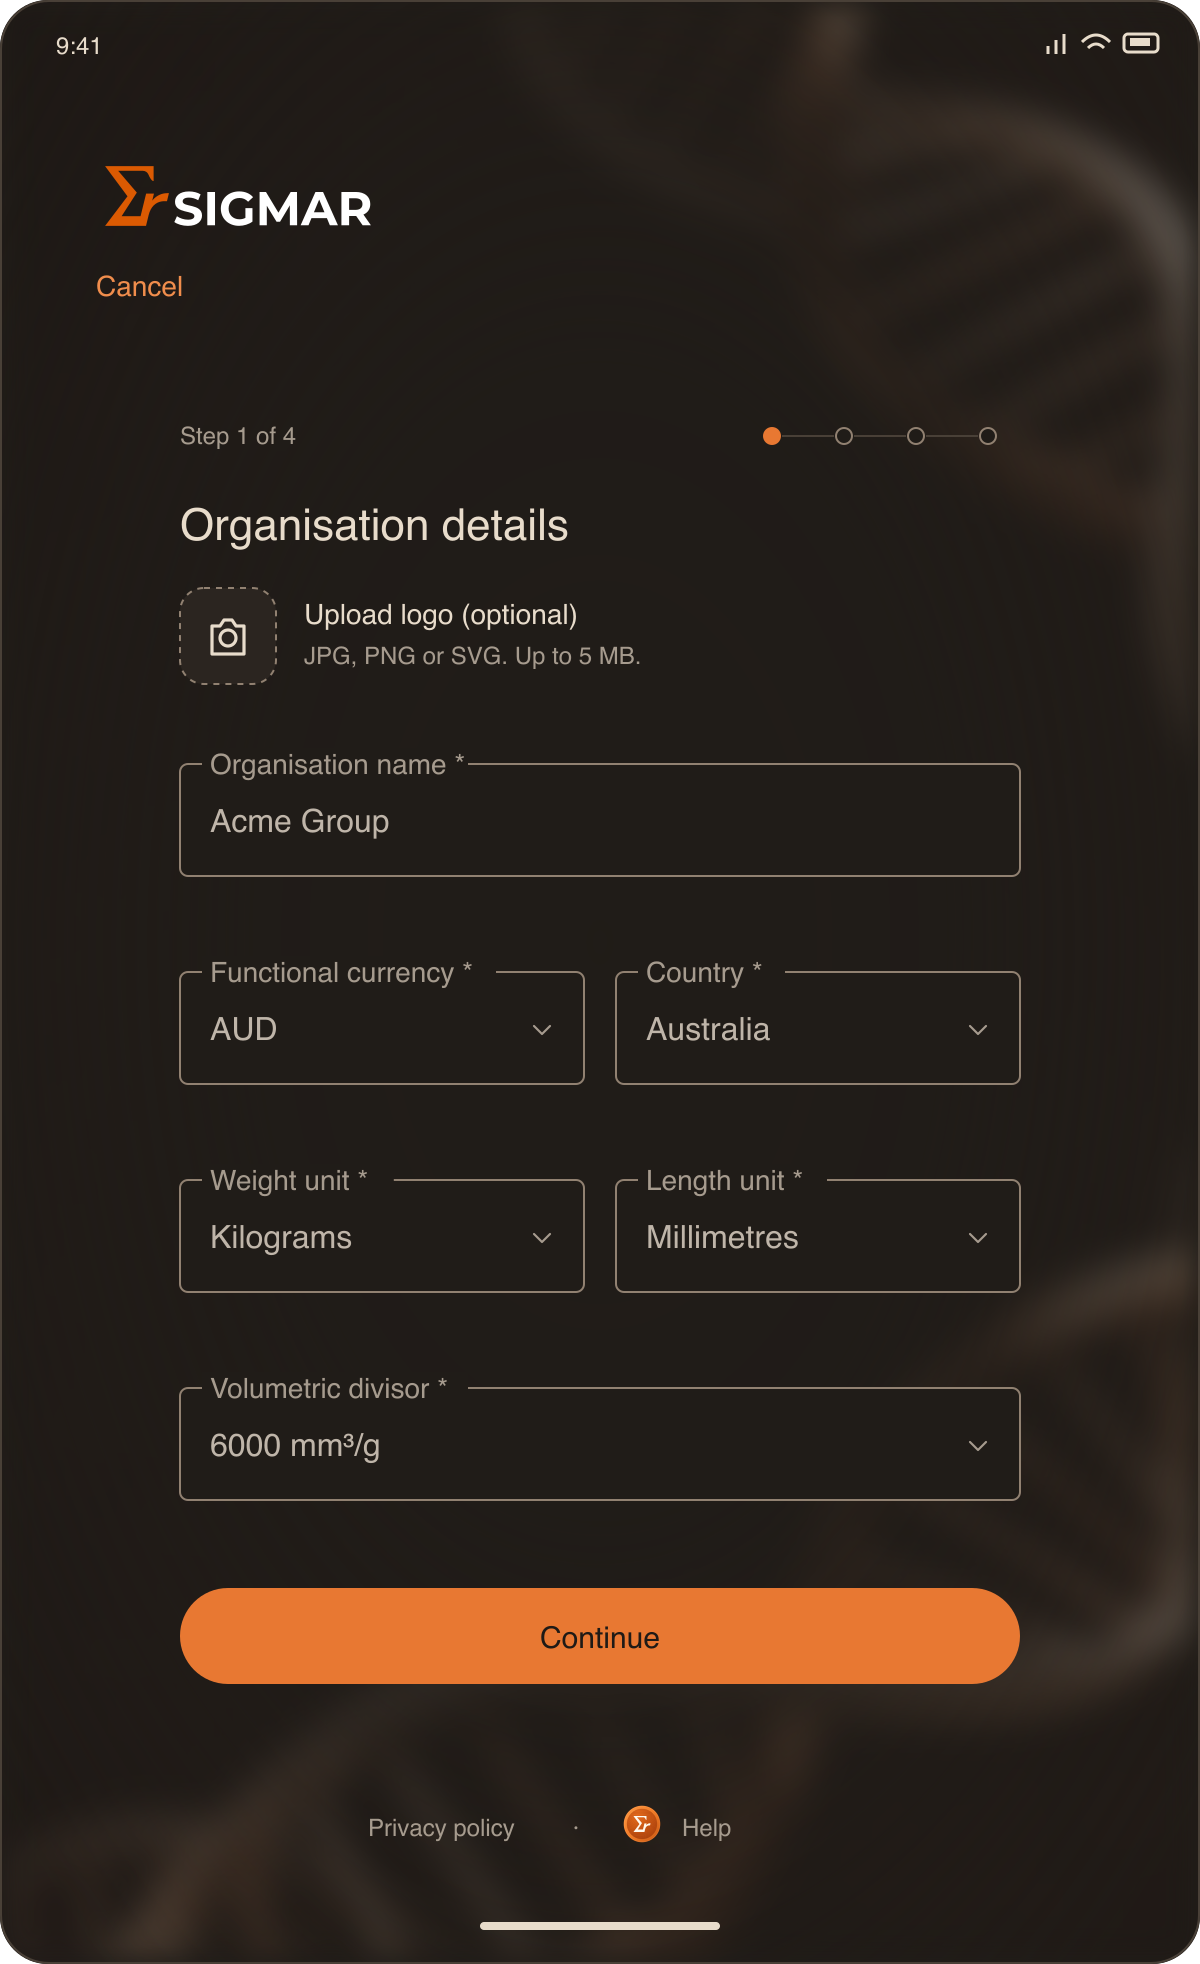 9:41
Σr SIGMAR
Cancel
Step 1 of 4
Organisation details
Upload logo (optional)
JPG, PNG or SVG. Up to 5 MB.
Organisation name *
Acme Group
Functional currency *
AUD
Country *
Australia
Weight unit *
Kilograms
Length unit *
Millimetres
Volumetric divisor *
6000 mm³/g
Continue
Privacy policy · Σr Help